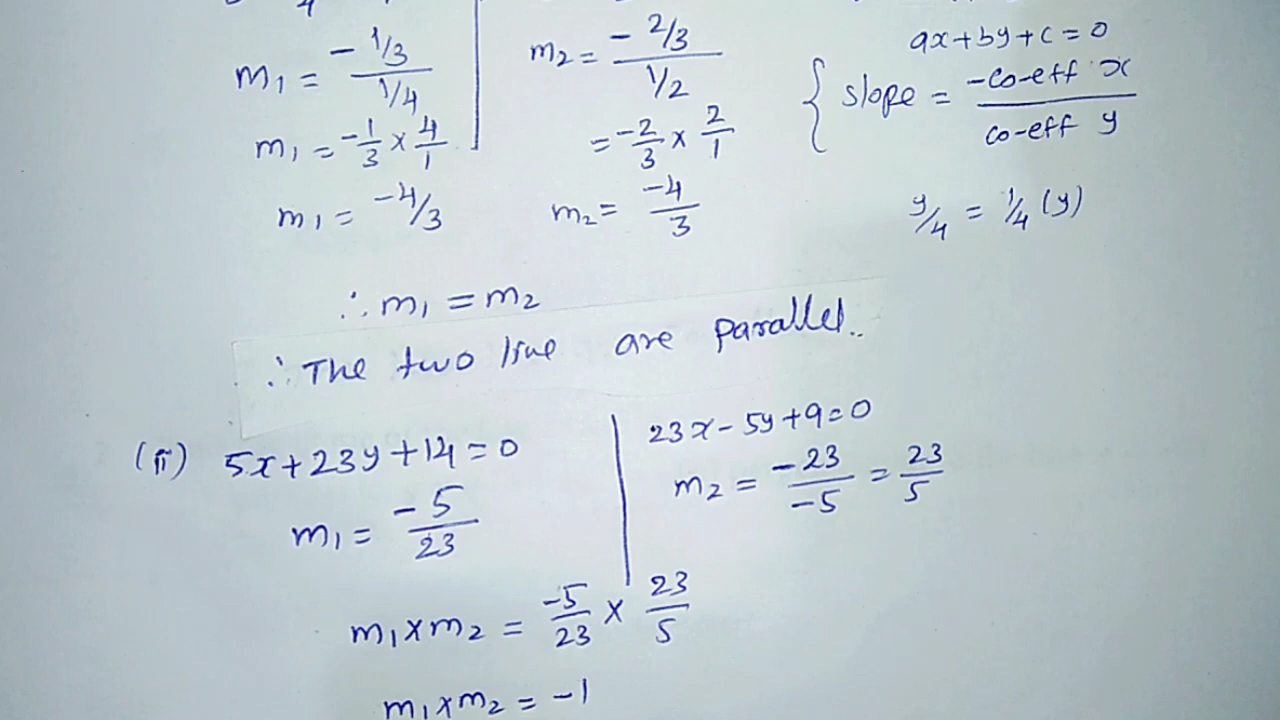 m₁ = -1/3 / 1/4
m₁ = -1/3 × 4/1
m₁ = -4/3
m₂ = -2/3 / 1/2
= -2/3 × 2/1
m₂ = -4/3
ax+by+c=0
{ slope = -co-eff x / co-eff y
y/4 = 1/4 (y)
∴ m₁ = m₂
∴ The two line are parallel..
(ii) 5x+23y+14=0
m₁ = -5/23
23x-5y+9=0
m₂ = -23/-5 = 23/5
m₁×m₂ = -5/23 × 23/5
m₁×m₂ = -1